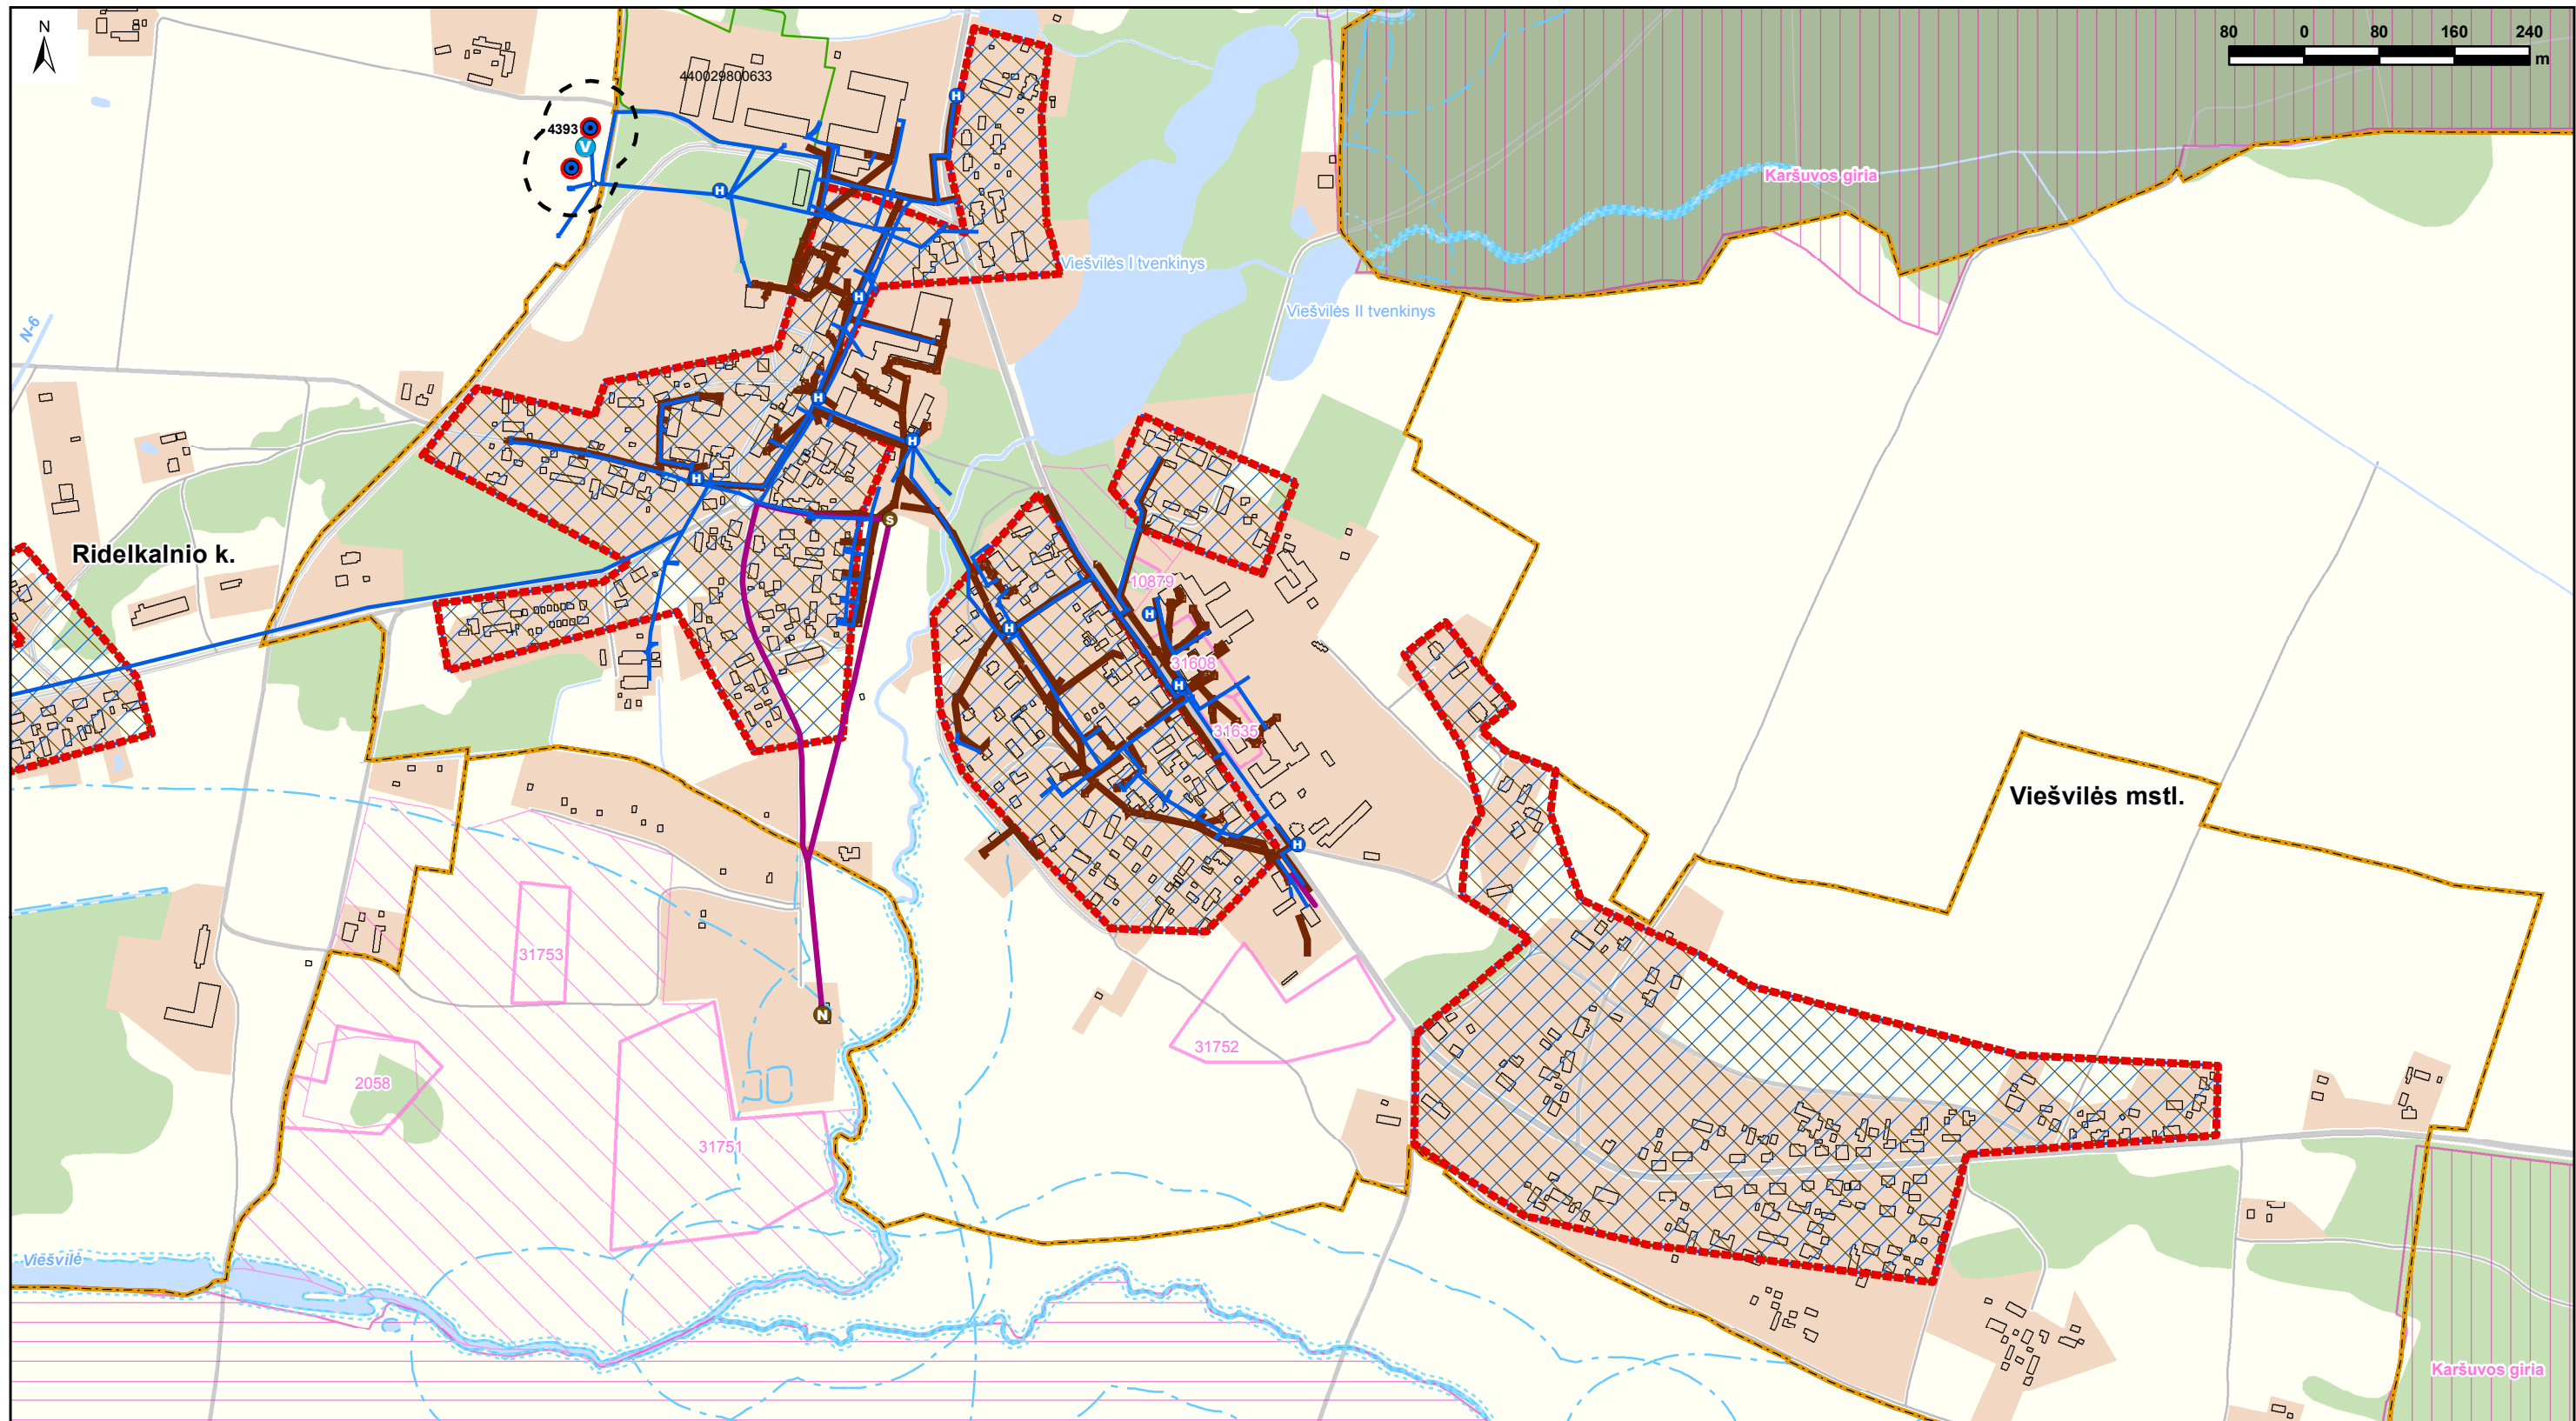 N
80 0 80 160 240
m
440029800633
H
4393
V
Karšuvos giria
H
Viešvilės I tvenkinys
H
Viešvilės II tvenkinys
N-6
H
H
H
S
Ridelkalnio k.
10879
H
H
31608
H
31635
Viešvilės mstl.
H
31753
N
31752
2058
31751
Viešvilė
Karšuvos giria